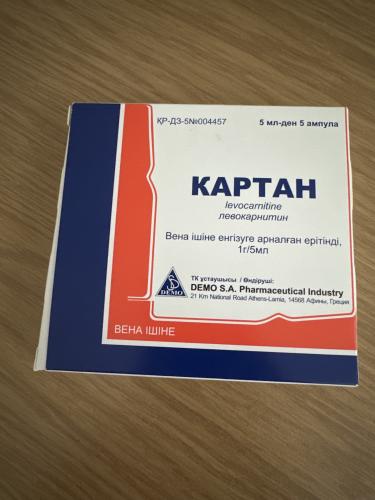 ҚР-ДЗ-5№004457
5 мл-ден 5 ампула
КАРТАН
levocarnitine
левокарнитин
Вена ішіне енгізуге арналған ерітінді,
1г/5мл
DEMO
ТК ұстаушысы / Өндіруші:
DEMO S.A. Pharmaceutical Industry
21 Km National Road Athens-Lamia, 14568 Афины, Греция
ВЕНА ІШІНЕ